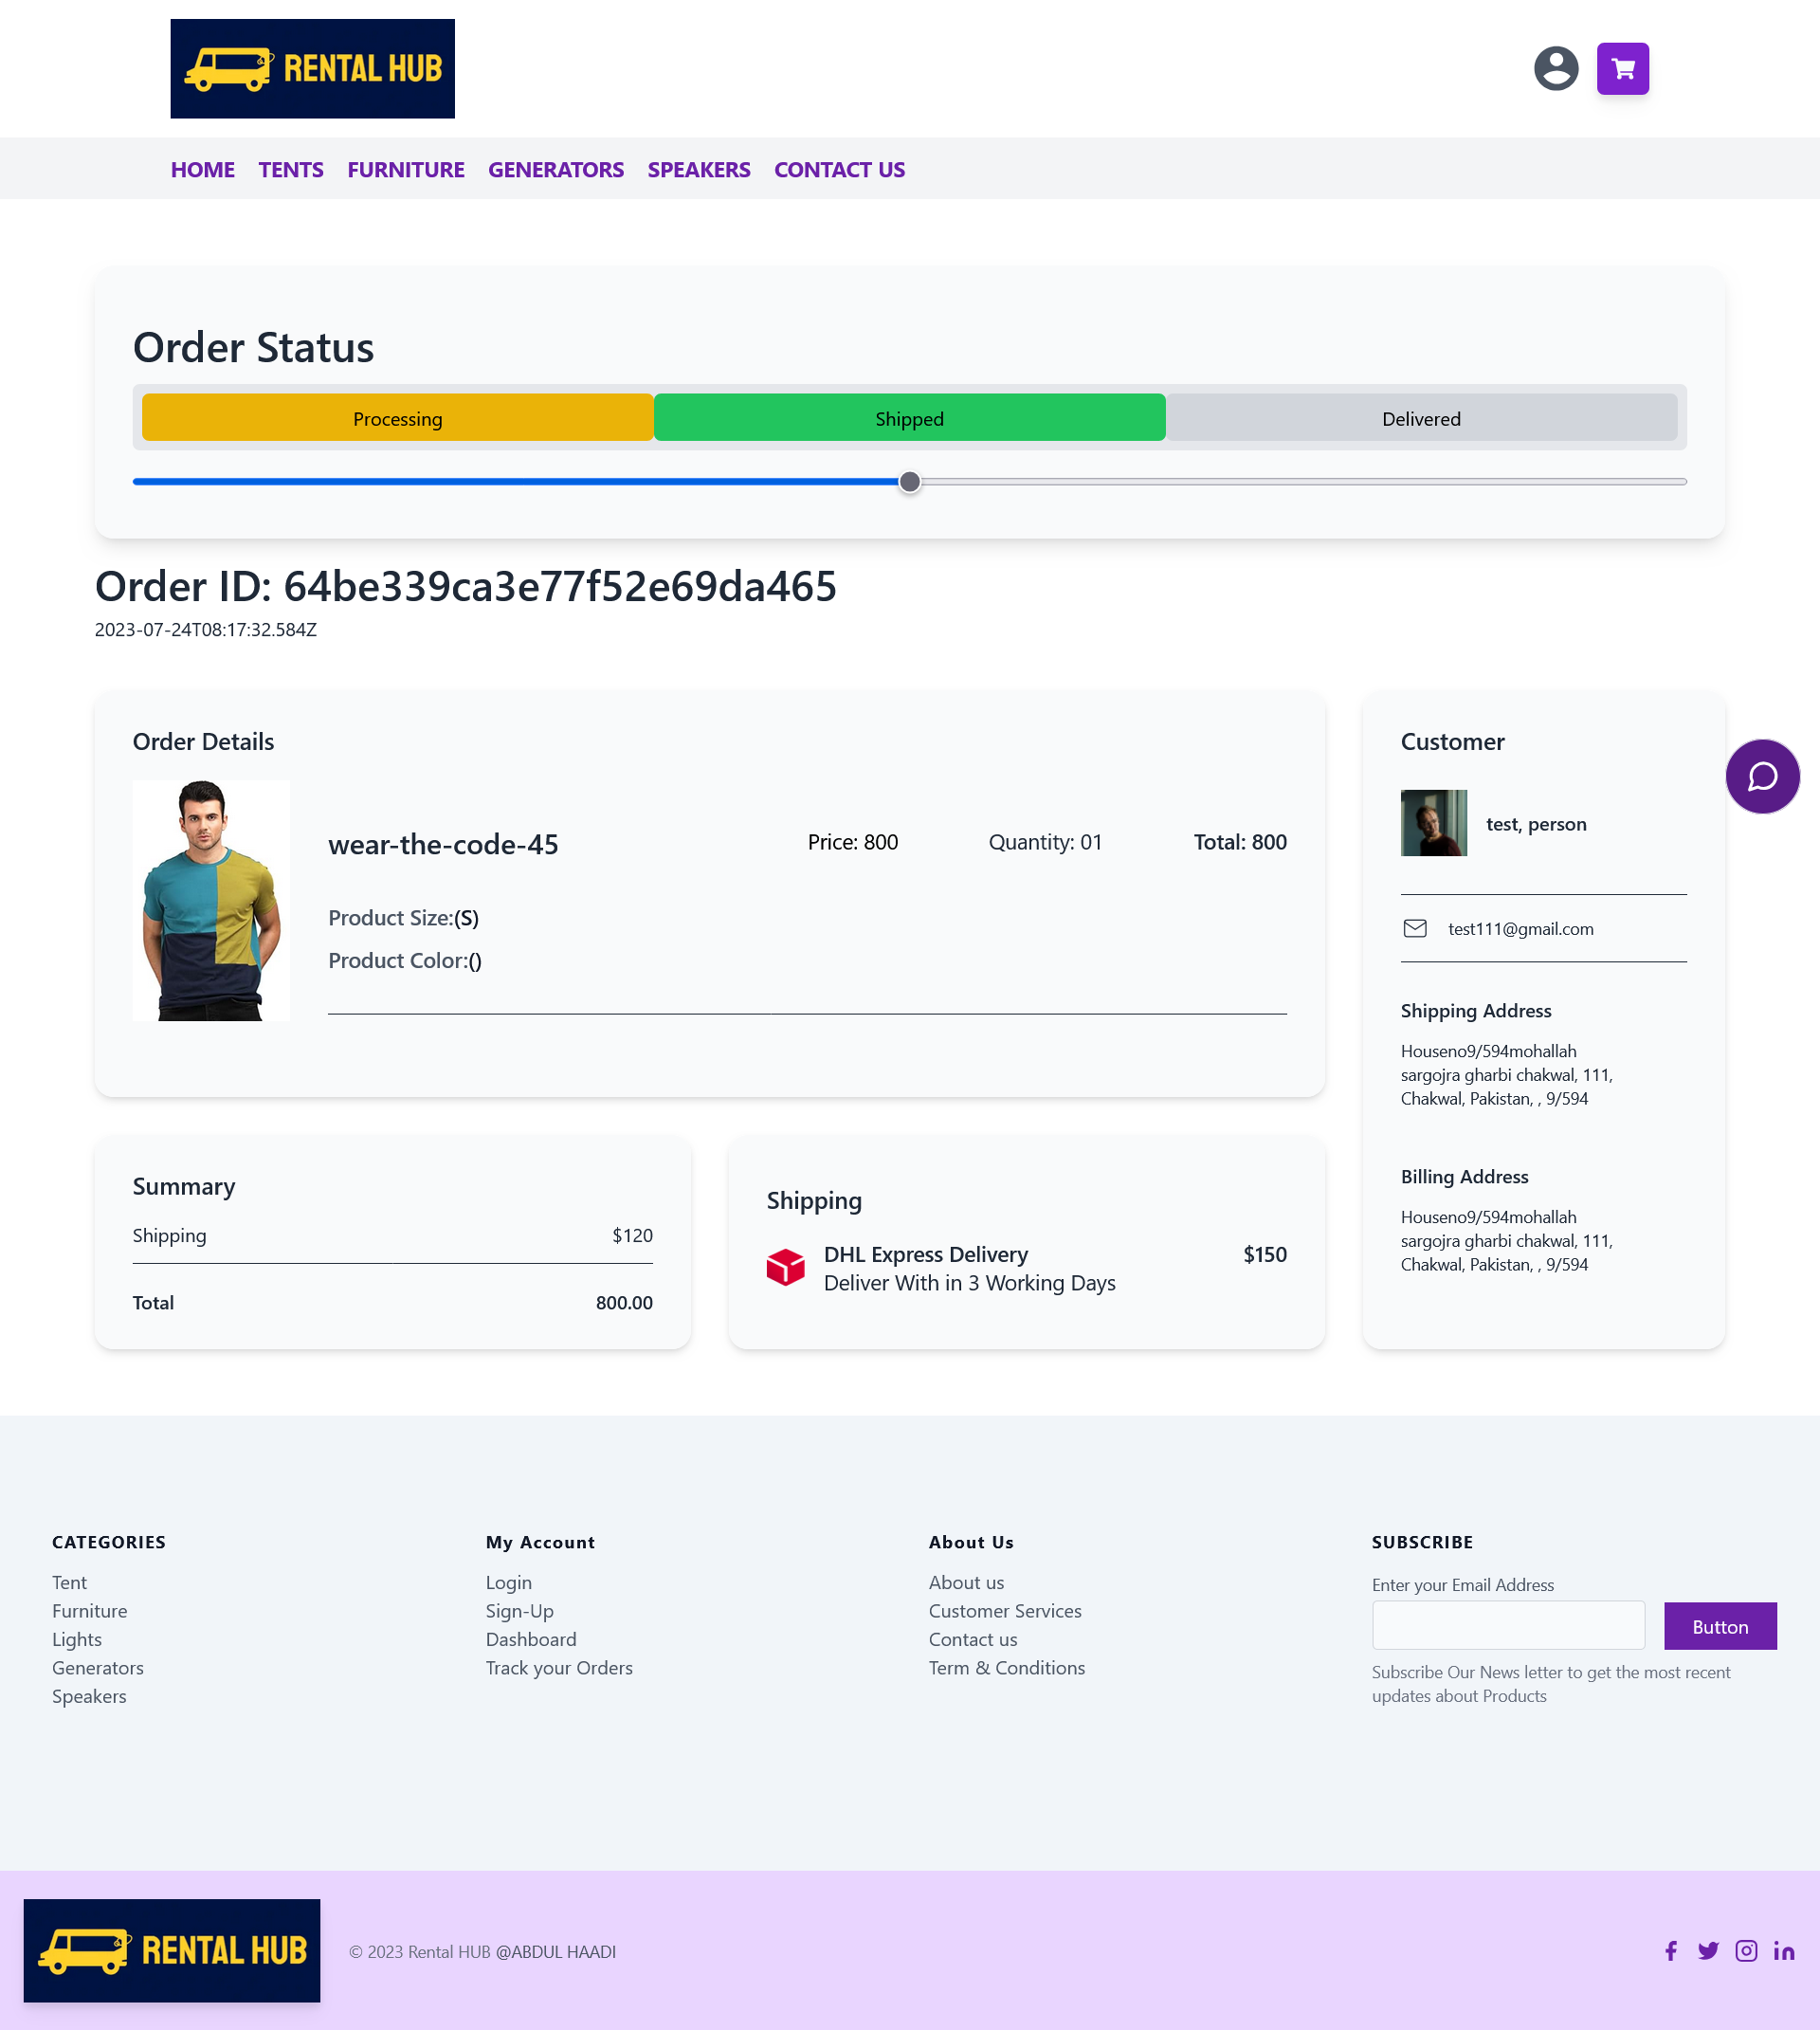 RENTAL HUB
HOME TENTS FURNITURE GENERATORS SPEAKERS CONTACT US
Order Status
Processing Shipped Delivered
Order ID: 64be339ca3e77f52e69da465
2023-07-24T08:17:32.584Z
Order Details
wear-the-code-45 Price: 800 Quantity: 01 Total: 800
Product Size:(S)
Product Color:()
Customer
test, person
test111@gmail.com
Shipping Address
Houseno9/594mohallah
sargojra gharbi chakwal, 111,
Chakwal, Pakistan, , 9/594
Billing Address
Houseno9/594mohallah
sargojra gharbi chakwal, 111,
Chakwal, Pakistan, , 9/594
Summary
Shipping $120
Total 800.00
Shipping
DHL Express Delivery $150
Deliver With in 3 Working Days
CATEGORIES
Tent
Furniture
Lights
Generators
Speakers
My Account
Login
Sign-Up
Dashboard
Track your Orders
About Us
About us
Customer Services
Contact us
Term & Conditions
SUBSCRIBE
Enter your Email Address
Button
Subscribe Our News letter to get the most recent
updates about Products
RENTAL HUB
© 2023 Rental HUB @ABDUL HAADI